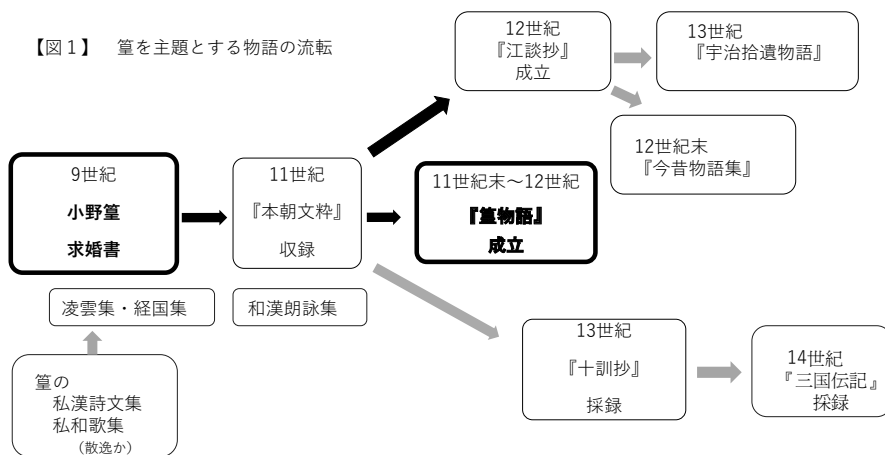 【図１】　篁を主題とする物語の流転
12世紀
『江談抄』
成立
13世紀
『宇治拾遺物語』
12世紀末
『今昔物語集』
9世紀
小野篁
求婚書
11世紀
『本朝文粋』
収録
11世紀末～12世紀
『篁物語』
成立
凌雲集・経国集
和漢朗詠集
篁の
私漢詩文集
私和歌集
（散逸か）
13世紀
『十訓抄』
採録
14世紀
『三国伝記』
採録